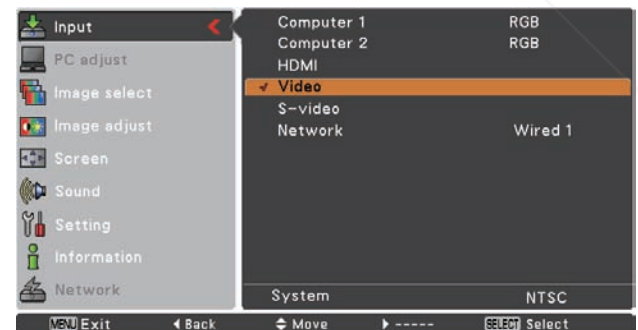 Input
PC adjust
Image select
Image adjust
Screen
Sound
Setting
Information
Network
Computer 1 RGB
Computer 2 RGB
HDMI
Video
S-video
Network Wired 1
System NTSC
MENU Exit Back Move ----- SELECT Select